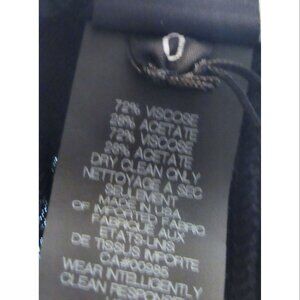 0
72% VISCOSE
28% ACETATE
72% VISCOSE
28% ACETATE
DRY CLEAN ONLY
NETTOYAGE A SEC
SEULEMENT
MADE IN USA
OF IMPORTED FABRIC
FABRIQUE AUX
ETATS-UNIS
DE TISSUS IMPORTE
CA#00985
WEAR INTELLIGENTLY
CLEAN RESPONSIBLY